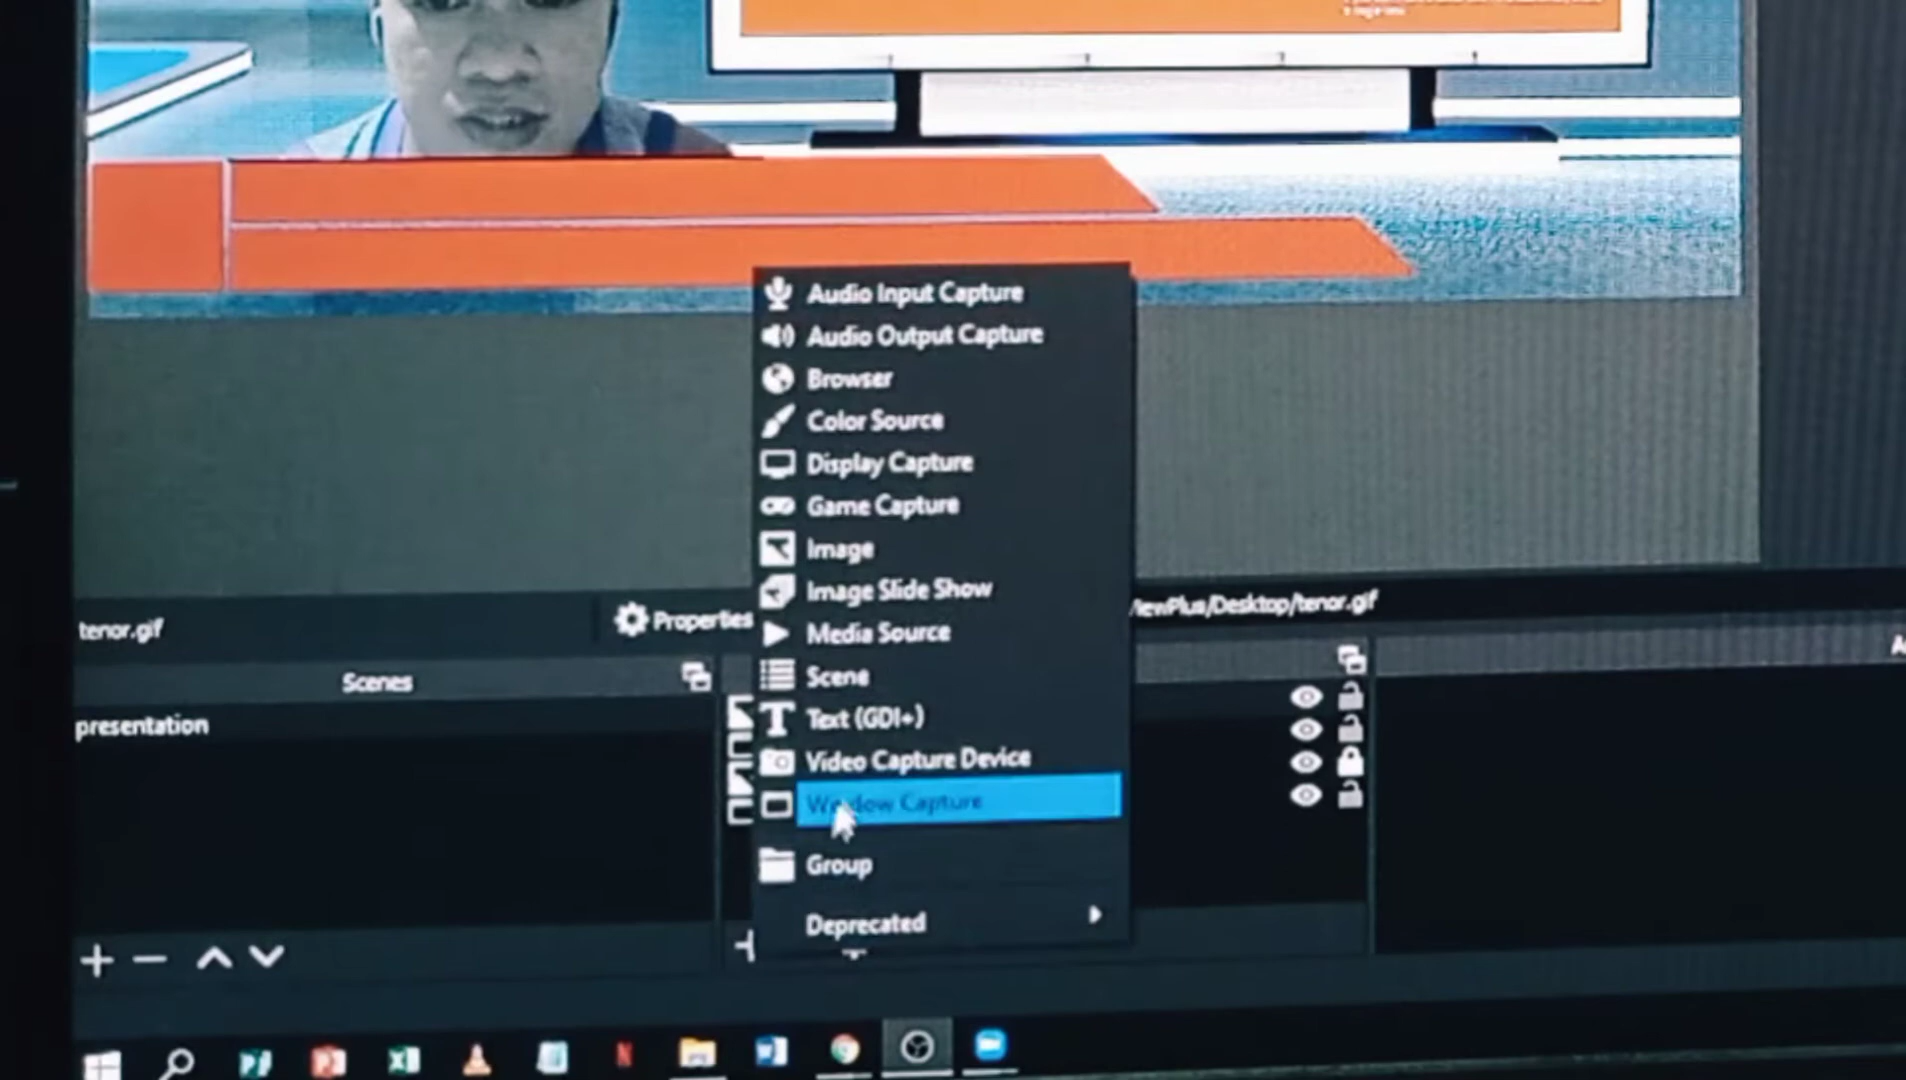 Audio Input Capture
Audio Output Capture
Browser
Color Source
Display Capture
Game Capture
Image
Image Slide Show
Media Source
Scene
Text (GDI+)
Video Capture Device
Window Capture
Group
Deprecated
tenor.gif
Properties
iewPlus/Desktop/tenor.gif
Scenes
presentation